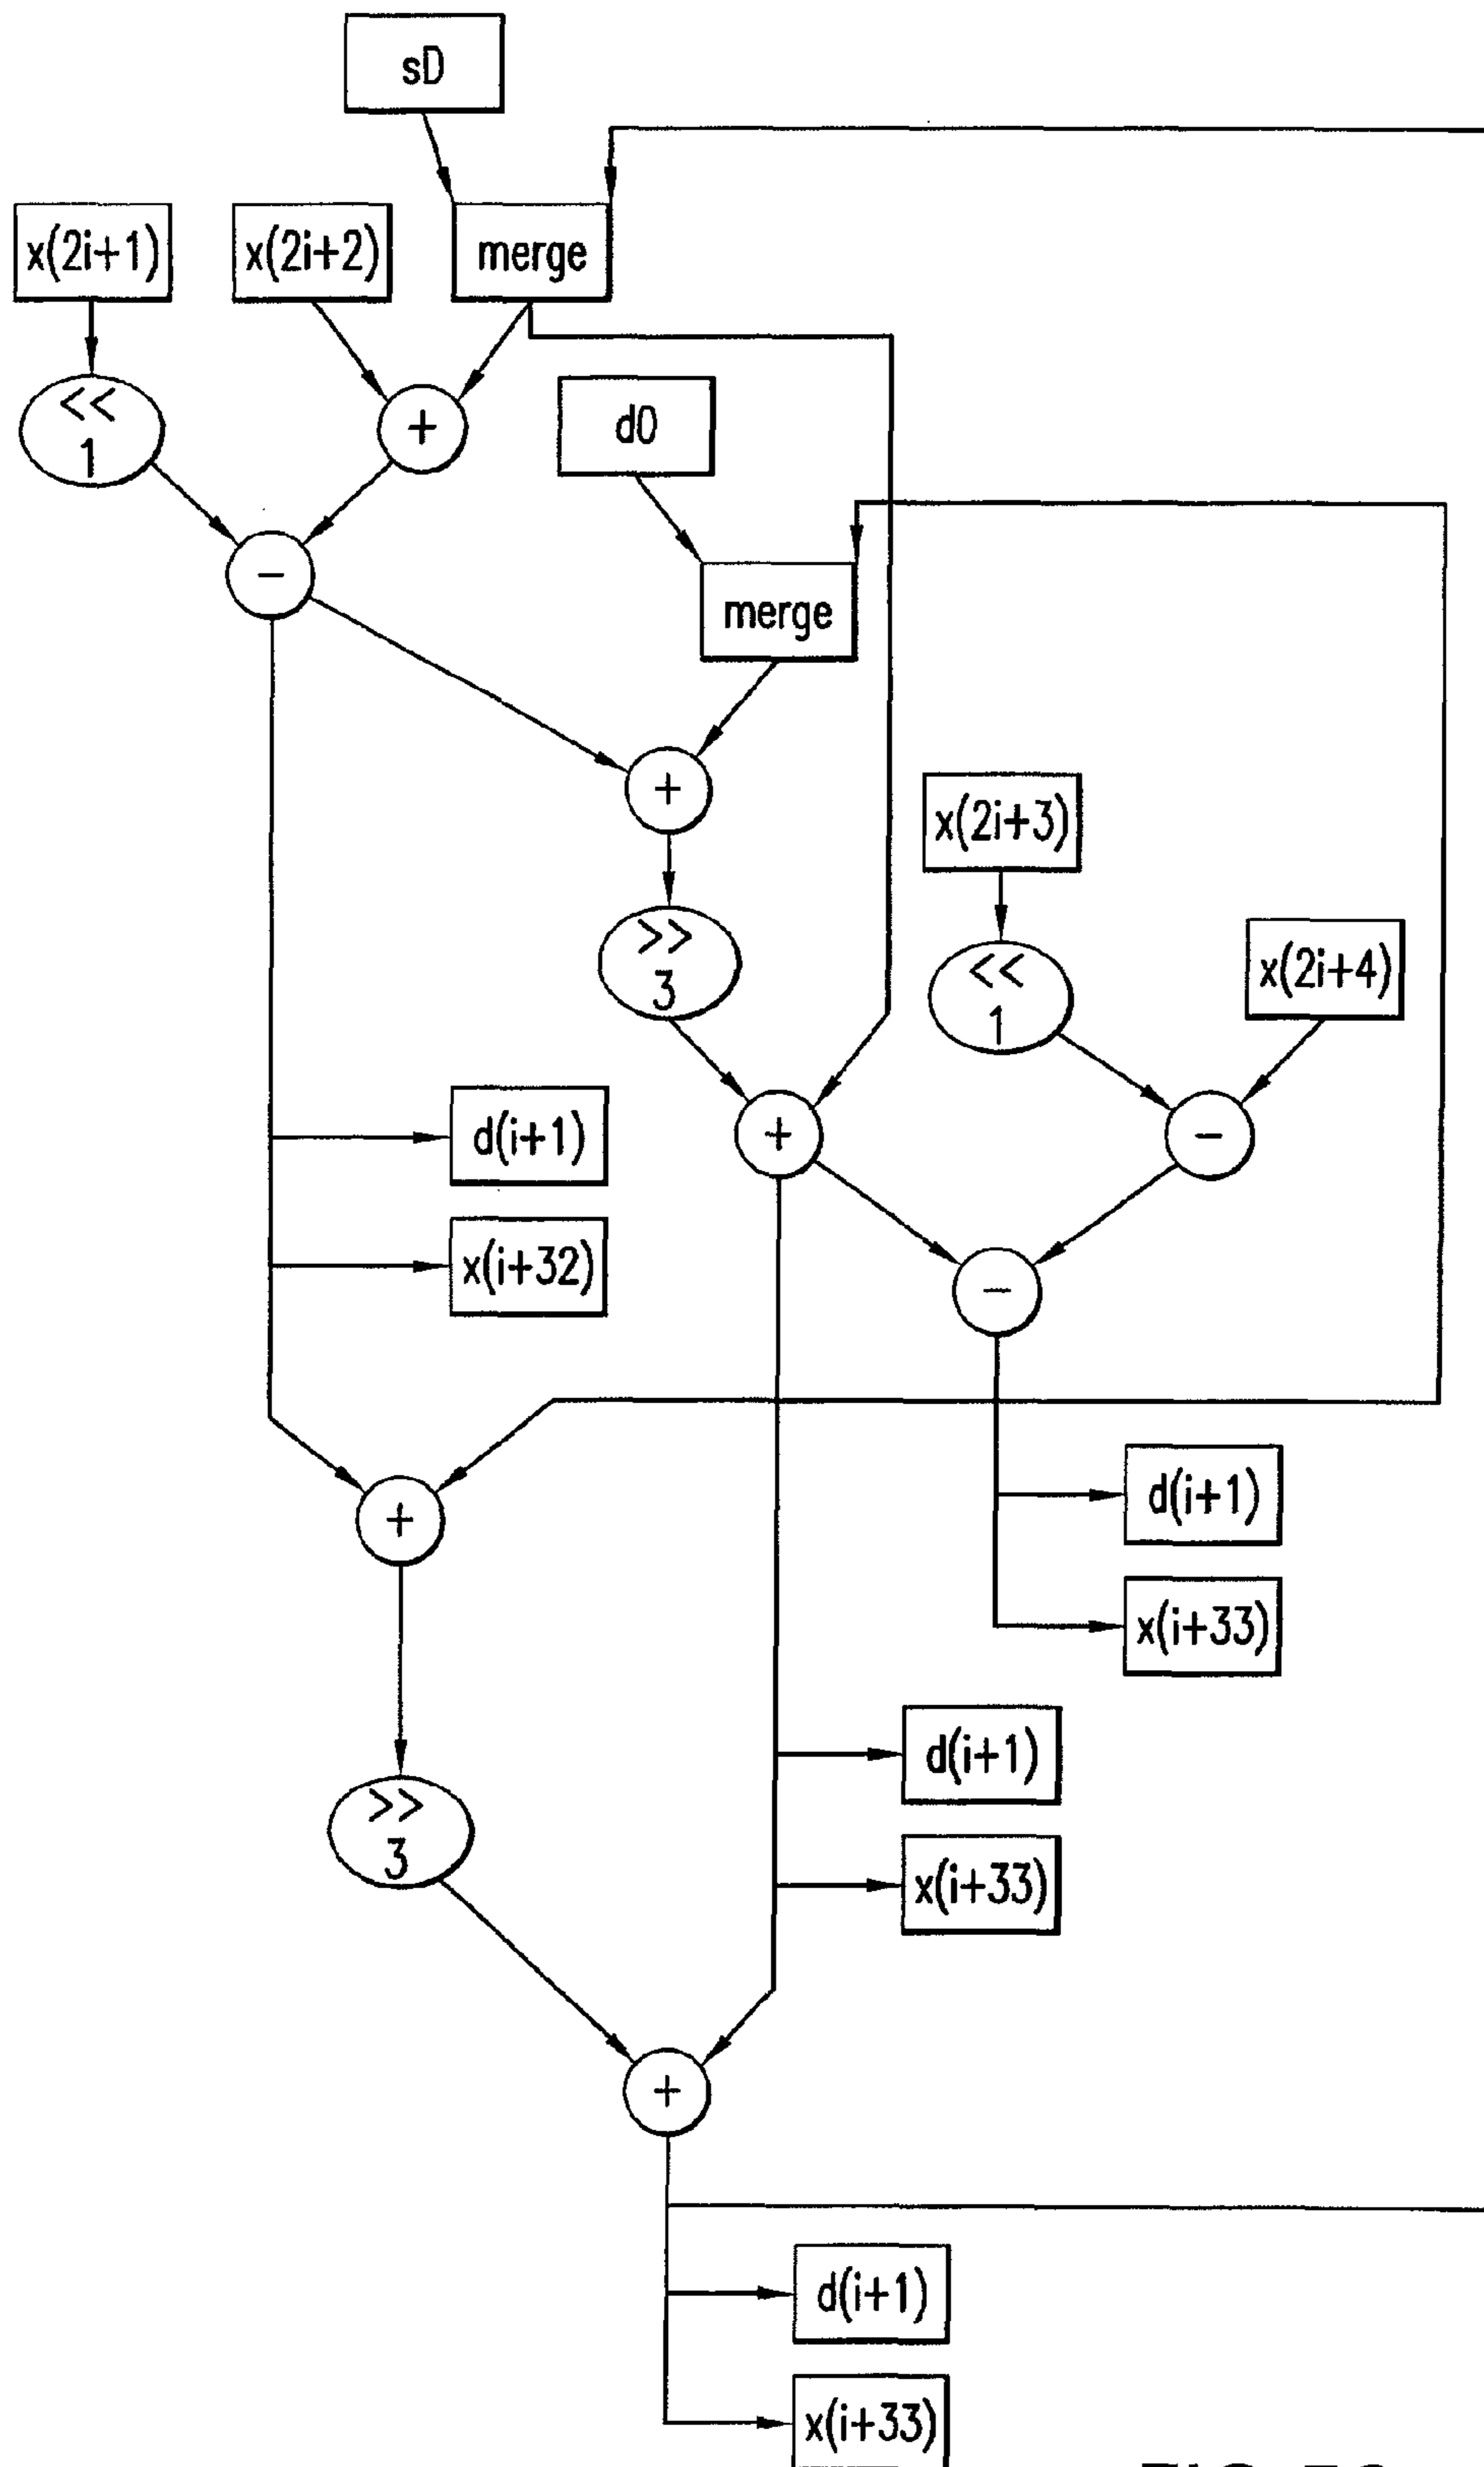 sD
x(2i+1)
x(2i+2)
merge
<<
1
+
d0
−
merge
+
x(2i+3)
>>
3
<<
1
x(2i+4)
+
−
d(i+1)
x(i+32)
−
+
d(i+1)
x(i+33)
d(i+1)
>>
3
x(i+33)
+
d(i+1)
x(i+33)